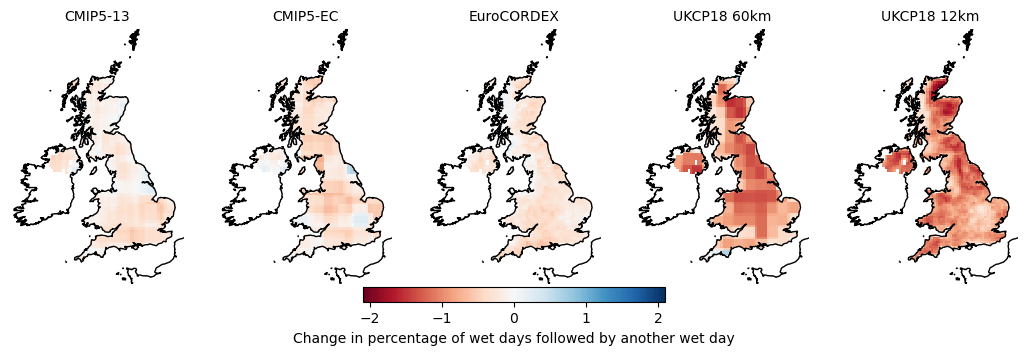 CMIP5-13 CMIP5-EC EuroCORDEX UKCP18 60km UKCP18 12km
−2 −1 0 1 2
Change in percentage of wet days followed by another wet day